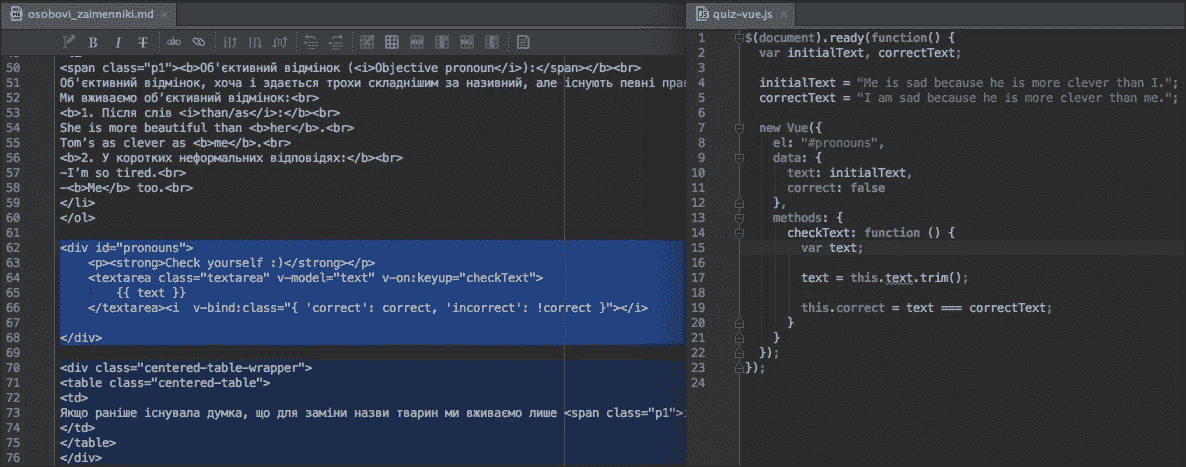 osobovi_zaimenniki.md
50 <span class="p1"><b>Об'єктивний відмінок (<i>Objective pronoun</i>):</span></b><br>
51 Об'єктивний відмінок, хоча і здається трохи складнішим за називний, але існують певні
52 Ми вживаємо об’єктивний відмінок:<br>
53 <b>1. Після слів <i>than/as</i>:</b><br>
54 She is more beautiful than <b>her</b>.<br>
55 Tom’s as clever as <b>me</b>.<br>
56 <b>2. У коротких неформальних відповідях:</b><br>
57 –I’m so tired.<br>
58 –<b>Me</b> too.<br>
59 </li>
60 </ol>
61
62 <div id="pronouns">
63 <p><strong>Check yourself :)</strong></p>
64 <textarea class="textarea" v-model="text" v-on:keyup="checkText">
65 {{ text }}
66 </textarea><i  v-bind:class="{ 'correct': correct, 'incorrect': !correct }"></i>
67
68 </div>
69
70 <div class="centered-table-wrapper">
71 <table class="centered-table">
72 <td>
73 Якщо раніше існувала думка, що для заміни назви тварин ми вживаємо лише <span class="p1">
74 </td>
75 </table>
76 </div>
quiz-vue.js
1 $(document).ready(function() {
2 var initialText, correctText;
3
4 initialText = "Me is sad because he is more clever than I.";
5 correctText = "I am sad because he is more clever than me.";
6
7 new Vue({
8 el: "#pronouns",
9 data: {
10 text: initialText,
11 correct: false
12 },
13 methods: {
14 checkText: function () {
15 var text;
16
17 text = this.text.trim();
18
19 this.correct = text === correctText;
20 }
21 }
22 });
23 });
24